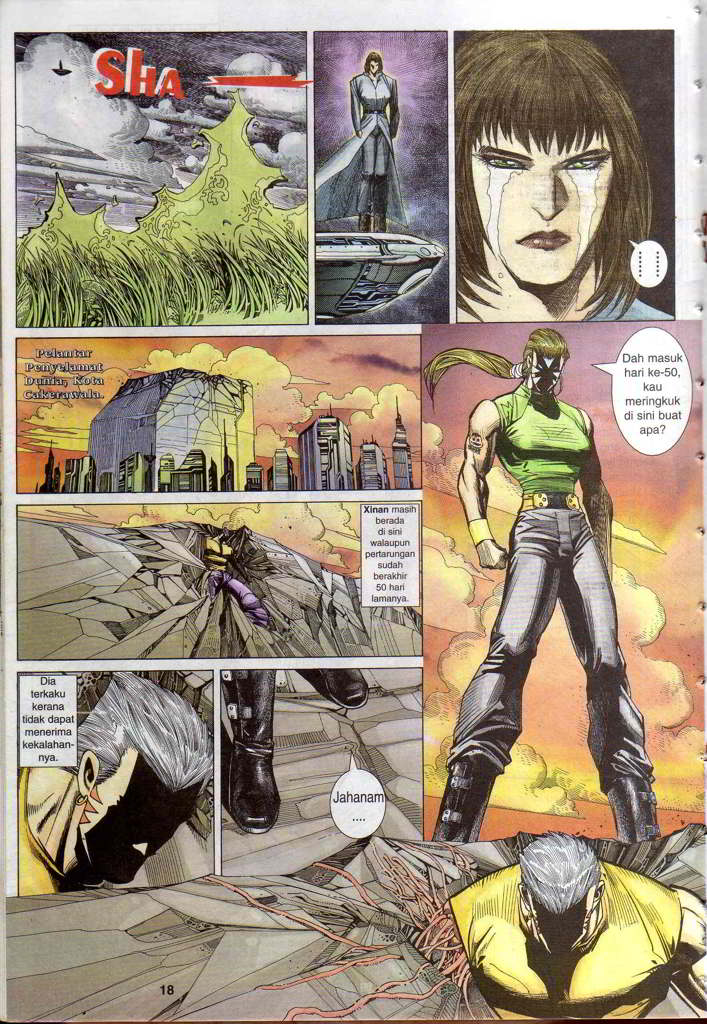 SHA
!!
Pelantar
Penyelamat
Dunia, Kota
Cakerawala.
Dah masuk
hari ke-50,
kau
meringkuk
di sini buat
apa?
Xinan masih
berada
di sini
walaupun
pertarungan
sudah
berakhir
50 hari
lamanya.
Dia
terkaku
kerana
tidak dapat
menerima
kekalahan-
nya.
Jahanam
....
18